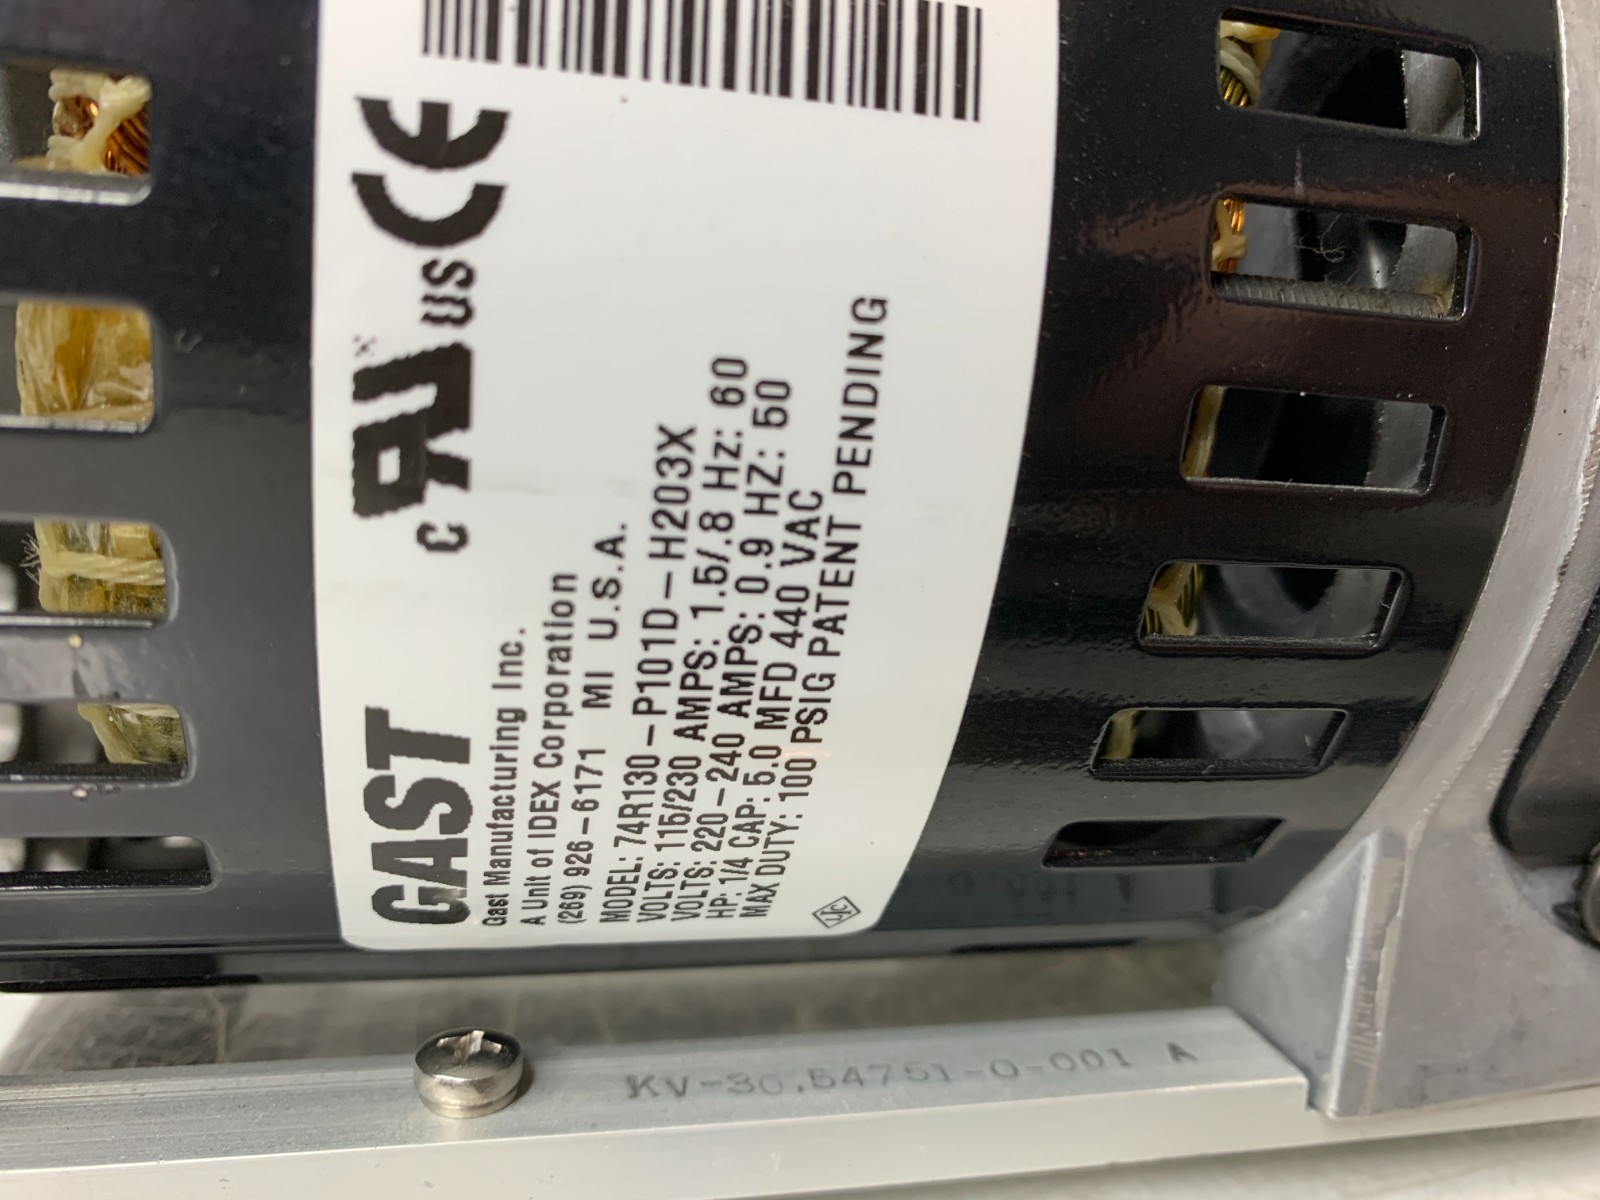 CE
c RU us
GAST
Gast Manufacturing Inc.
A Unit of IDEX Corporation
(269) 926-6171 MI U.S.A.
MODEL: 74R130-P101D-H203X
VOLTS: 115/230 AMPS: 1.5/.8 Hz: 60
VOLTS: 220-240 AMPS: 0.9 HZ: 50
HP: 1/4 CAP: 5.0 MFD 440 VAC
MAX DUTY: 100 PSIG PATENT PENDING
KV-30.54751-0-001 A